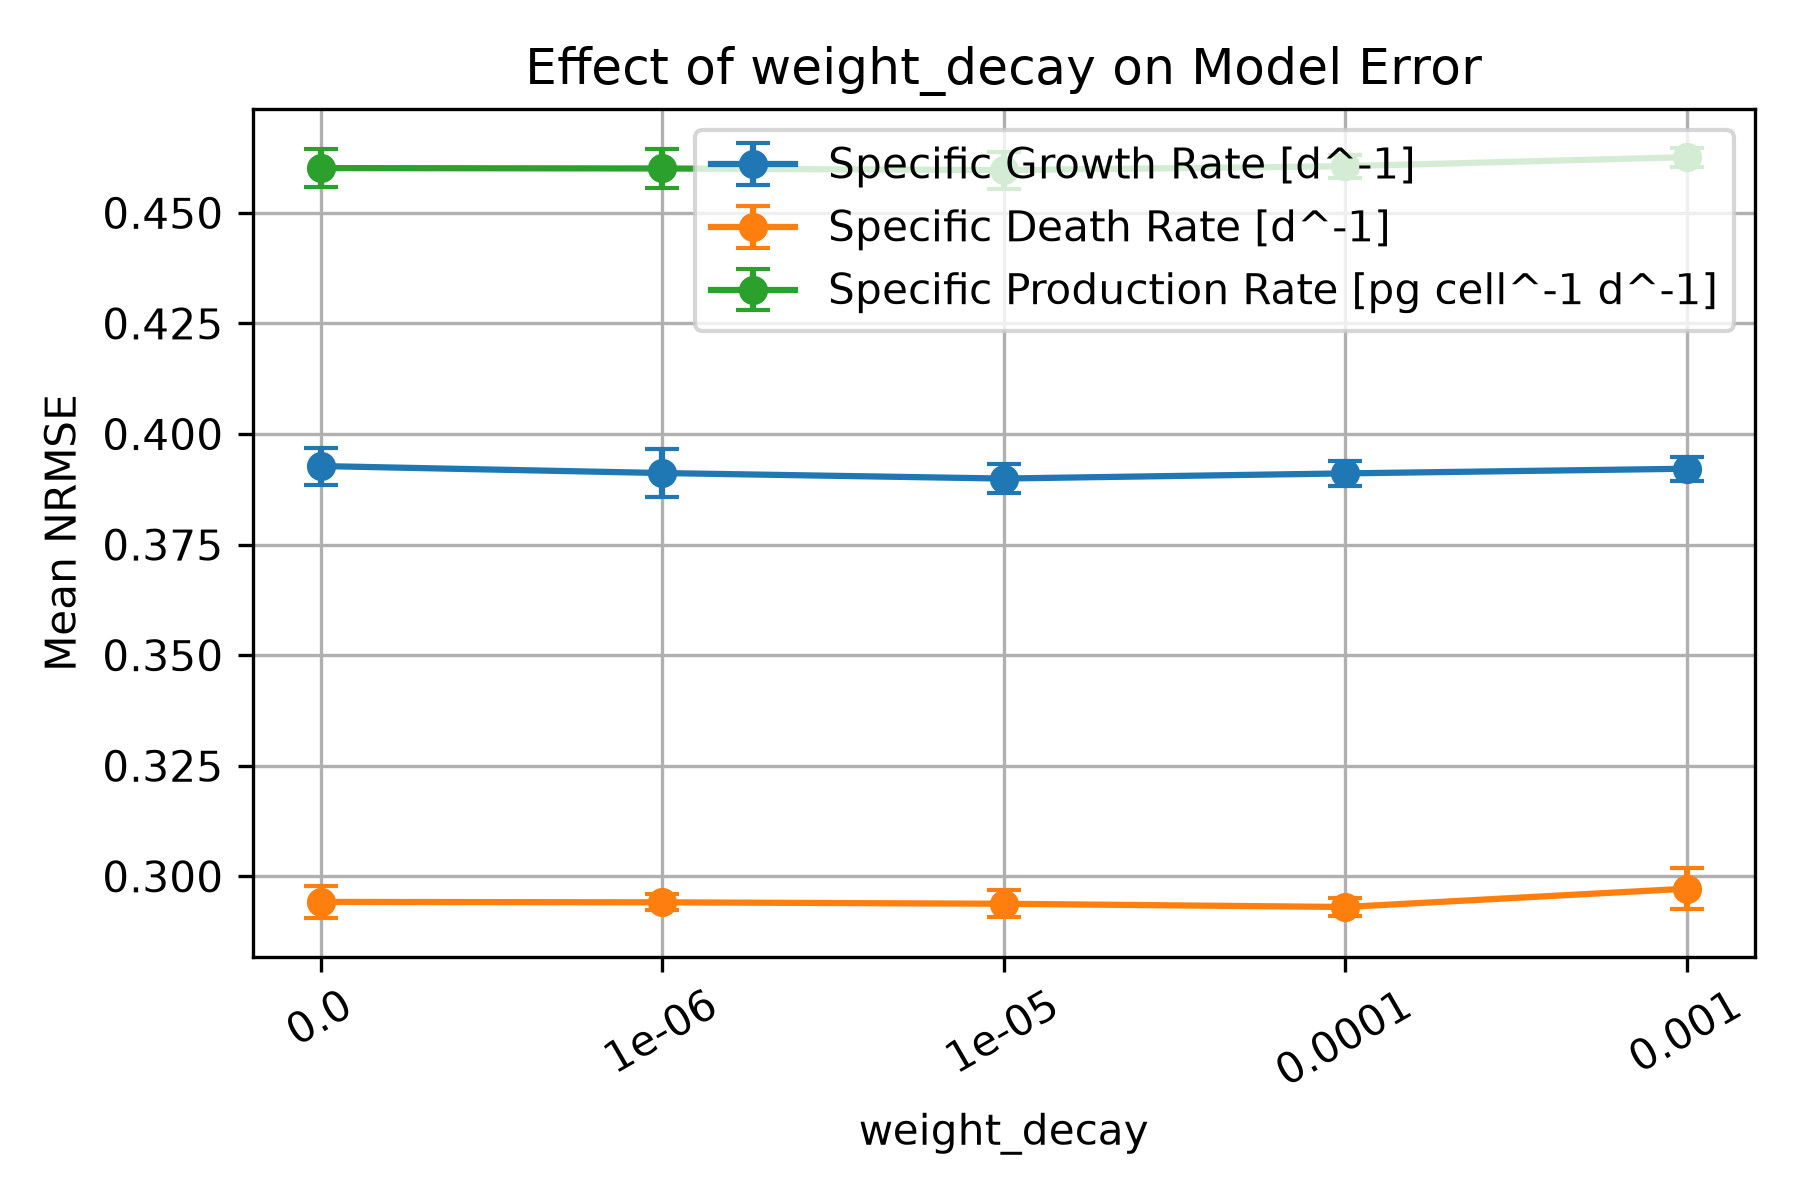 Effect of weight_decay on Model Error
Specific Growth Rate [d^-1]
Specific Death Rate [d^-1]
Specific Production Rate [pg cell^-1 d^-1]
Mean NRMSE
0.450
0.425
0.400
0.375
0.350
0.325
0.300
0.0
1e-06
1e-05
0.0001
0.001
weight_decay